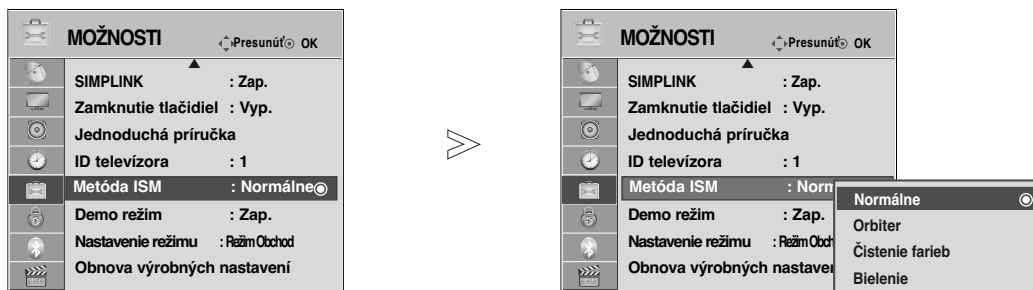 MOŽNOSTI Presunúť OK
SIMPLINK : Zap.
Zamknutie tlačidiel : Vyp.
Jednoduchá príručka
ID televízora : 1
Metóda ISM : Normálne
Demo režim : Zap.
Nastavenie režimu : Režim Obchod
Obnova výrobných nastavení
MOŽNOSTI Presunúť OK
SIMPLINK : Zap.
Zamknutie tlačidiel : Vyp.
Jednoduchá príručka
ID televízora : 1
Metóda ISM : Norm
Demo režim : Zap.
Nastavenie režimu : Režim Obch
Obnova výrobných nastaven
Normálne
Orbiter
Čistenie farieb
Bielenie